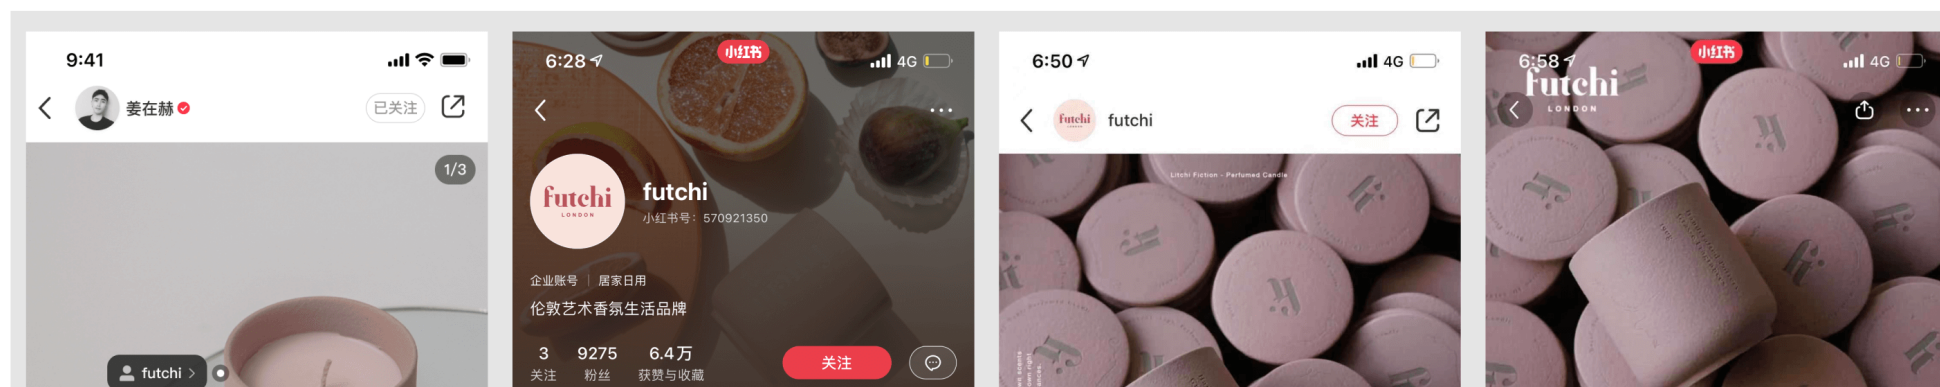 9:41
姜在赫
已关注
1/3
futchi
小红书
6:28
4G
futchi
LONDON
futchi
小红书号：570921350
企业账号 | 居家日用
伦敦艺术香氛生活品牌
3
9275
6.4万
关注
粉丝
获赞与收藏
关注
6:50
4G
futchi
LONDON
futchi
关注
Litchi Fiction - Perfumed Candle
小红书
6:58
4G
futchi
LONDON